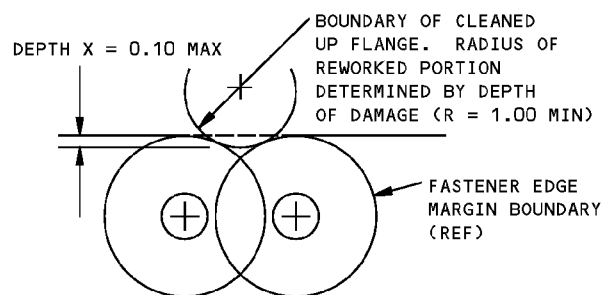 DEPTH X = 0.10 MAX
BOUNDARY OF CLEANED
UP FLANGE. RADIUS OF
REWORKED PORTION
DETERMINED BY DEPTH
OF DAMAGE (R = 1.00 MIN)
FASTENER EDGE
MARGIN BOUNDARY
(REF)